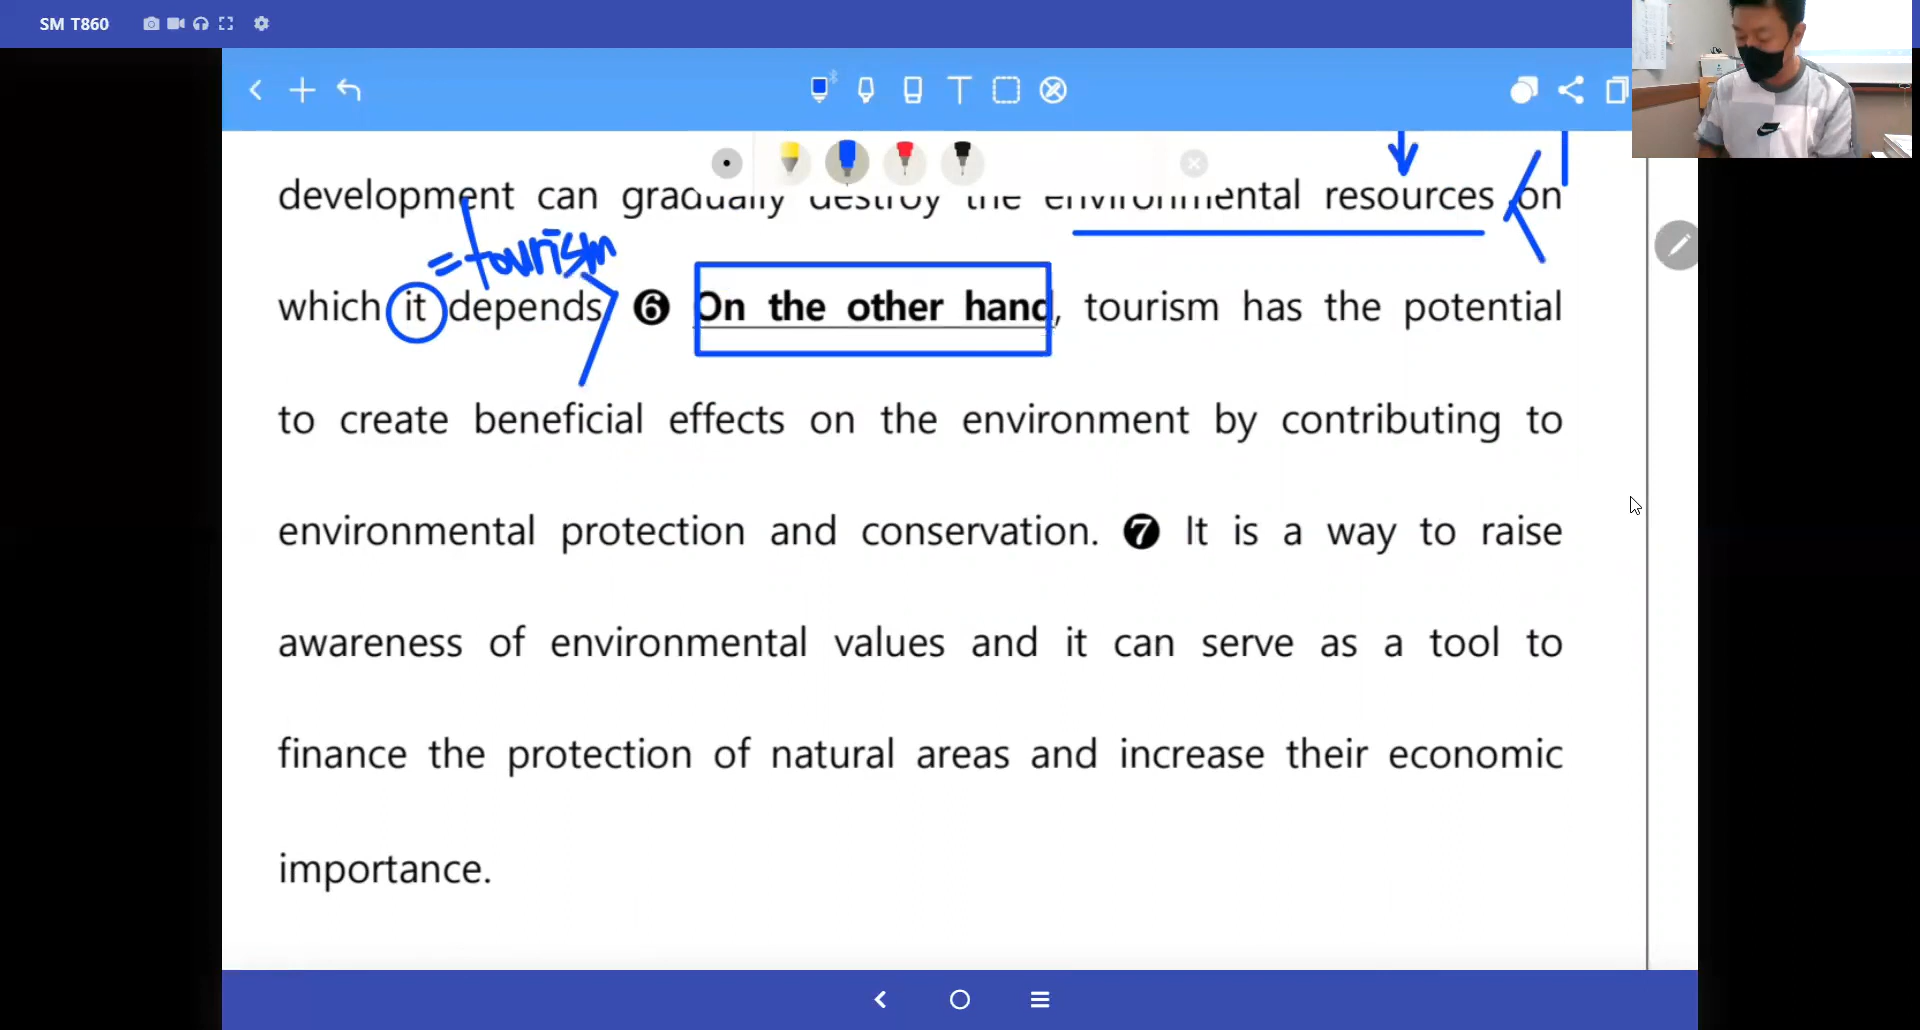 SM T860
development can gradually destroy the environmental resources on
= tourism
which it depends. ❻ On the other hand, tourism has the potential
to create beneficial effects on the environment by contributing to
environmental protection and conservation. ❼ It is a way to raise
awareness of environmental values and it can serve as a tool to
finance the protection of natural areas and increase their economic
importance.